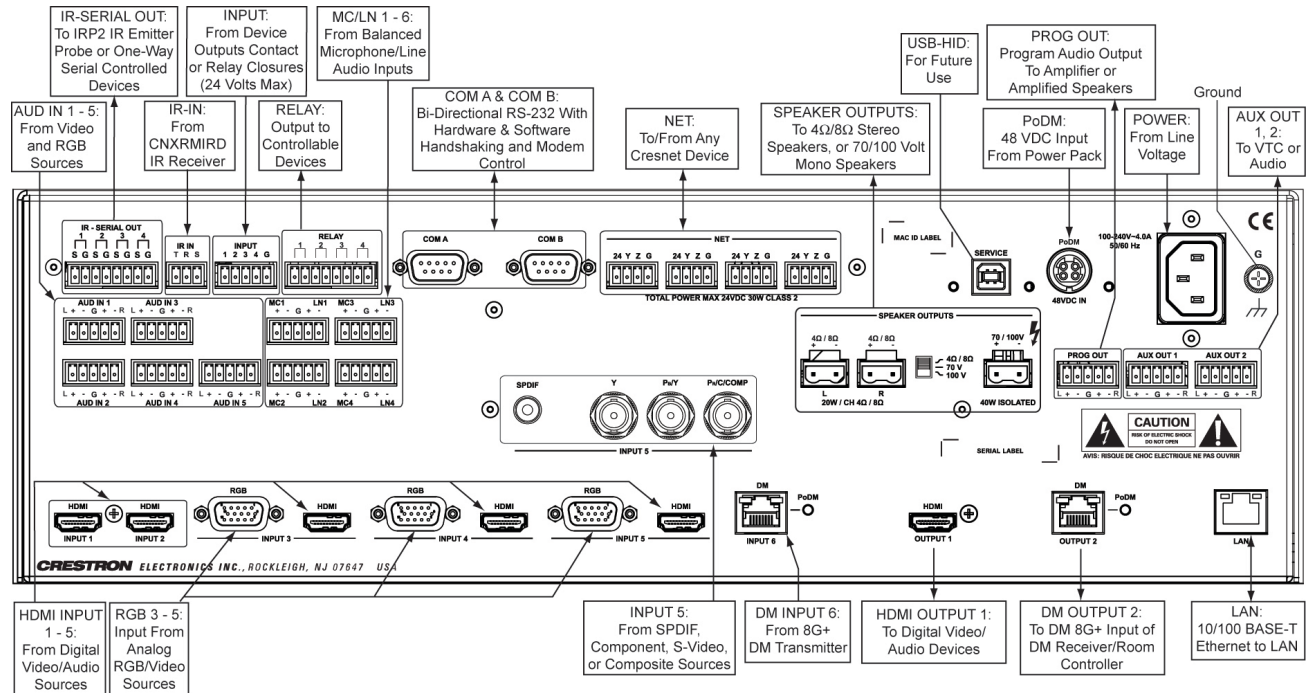 IR-SERIAL OUT:
To IRP2 IR Emitter
Probe or One-Way
Serial Controlled
Devices
INPUT:
From Device
Outputs Contact
or Relay Closures
(24 Volts Max)
MC/LN 1 - 6:
From Balanced
Microphone/Line
Audio Inputs
USB-HID:
For Future
Use
PROG OUT:
Program Audio Output
To Amplifier or
Amplified Speakers
Ground
AUD IN 1 - 5:
From Video
and RGB
Sources
IR-IN:
From
CNXRMIRD
IR Receiver
RELAY:
Output to
Controllable
Devices
COM A & COM B:
Bi-Directional RS-232 With
Hardware & Software
Handshaking and Modem
Control
NET:
To/From Any
Cresnet Device
SPEAKER OUTPUTS:
To 4Ω/8Ω Stereo
Speakers, or 70/100 Volt
Mono Speakers
PoDM:
48 VDC Input
From Power Pack
POWER:
From Line
Voltage
AUX OUT
1, 2:
To VTC or
Audio
IR - SERIAL OUT
1 2 3 4
S G S G S G S G
IR IN
T R S
INPUT
1 2 3 4 G
RELAY
1 2 3 4
COM A
COM B
NET
24 Y Z G 24 Y Z G 24 Y Z G 24 Y Z G
TOTAL POWER MAX 24VDC 30W CLASS 2
MAC ID LABEL
SERVICE
PoDM
48VDC IN
100-240V~4.0A
50/60 Hz
CE
G
AUD IN 1
L + - G + - R
AUD IN 3
L + - G + - R
MC1 LN1
+ - G + -
MC3 LN3
+ - G + -
L + - G + - R
AUD IN 2
L + - G + - R
AUD IN 4
L + - G + - R
AUD IN 5
+ - G + -
MC2 LN2
+ - G + -
MC4 LN4
SPEAKER OUTPUTS
4Ω / 8Ω
+ -
L
4Ω / 8Ω
+ -
R
20W / CH 4Ω / 8Ω
4Ω / 8Ω
70 V
100 V
70 / 100V
+ -
40W ISOLATED
PROG OUT
L + - G + - R
AUX OUT 1
L + - G + - R
AUX OUT 2
L + - G + - R
SPDIF
Y
PB/Y
PR/C/COMP
INPUT 5
CAUTION
RISK OF ELECTRIC SHOCK
DO NOT OPEN
AVIS: RISQUE DE CHOC ELECTRIQUE NE PAS OUVRIR
SERIAL LABEL
HDMI
INPUT 1
HDMI
INPUT 2
RGB
HDMI
INPUT 3
RGB
HDMI
INPUT 4
RGB
HDMI
INPUT 5
DM
PoDM
INPUT 6
HDMI
OUTPUT 1
DM
PoDM
OUTPUT 2
LAN
CRESTRON ELECTRONICS INC., ROCKLEIGH, NJ 07647 USA
HDMI INPUT
1 - 5:
From Digital
Video/Audio
Sources
RGB 3 - 5:
Input From
Analog
RGB/Video
Sources
INPUT 5:
From SPDIF,
Component, S-Video,
or Composite Sources
DM INPUT 6:
From 8G+
DM Transmitter
HDMI OUTPUT 1:
To Digital Video/
Audio Devices
DM OUTPUT 2:
To DM 8G+ Input of
DM Receiver/Room
Controller
LAN:
10/100 BASE-T
Ethernet to LAN